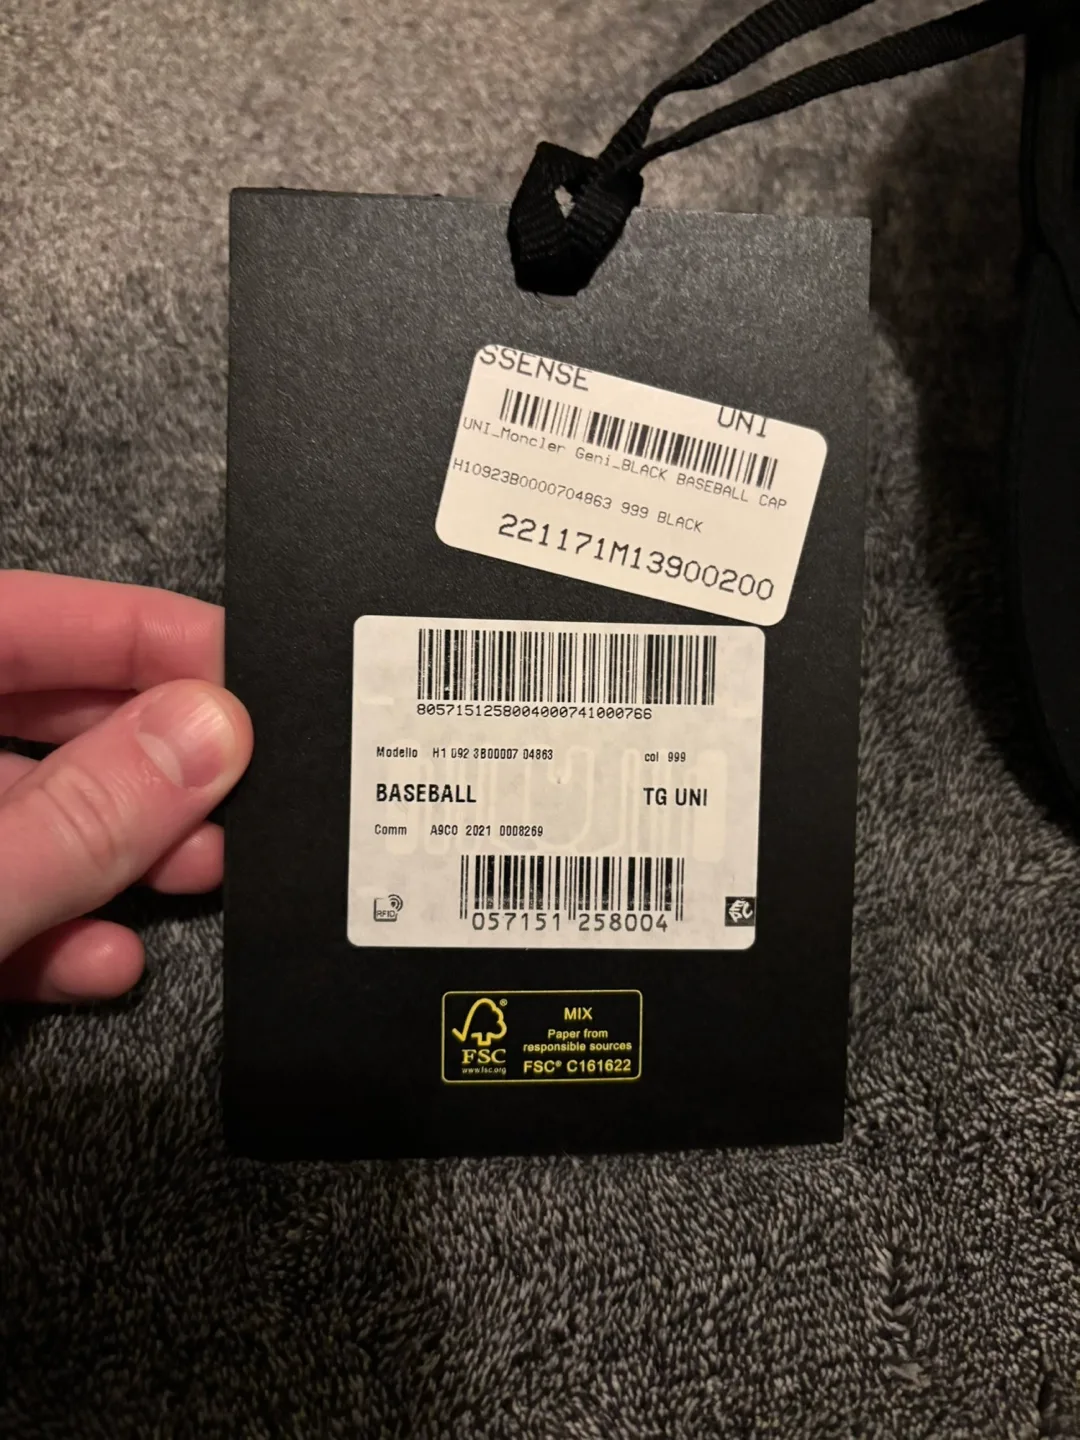 SSENSE
UNI
UNI_Moncler Geni_BLACK BASEBALL CAP
H10923B0000704863 999 BLACK
221171M13900200
8057151258004000741000766
Modello H1 092 3B00007 04863 col 999
BASEBALL TG UNI
Comm A9CO 2021 0008269
RFID
057151 258004
MIX
Paper from
responsible sources
FSC® C161622
FSC
www.fsc.org